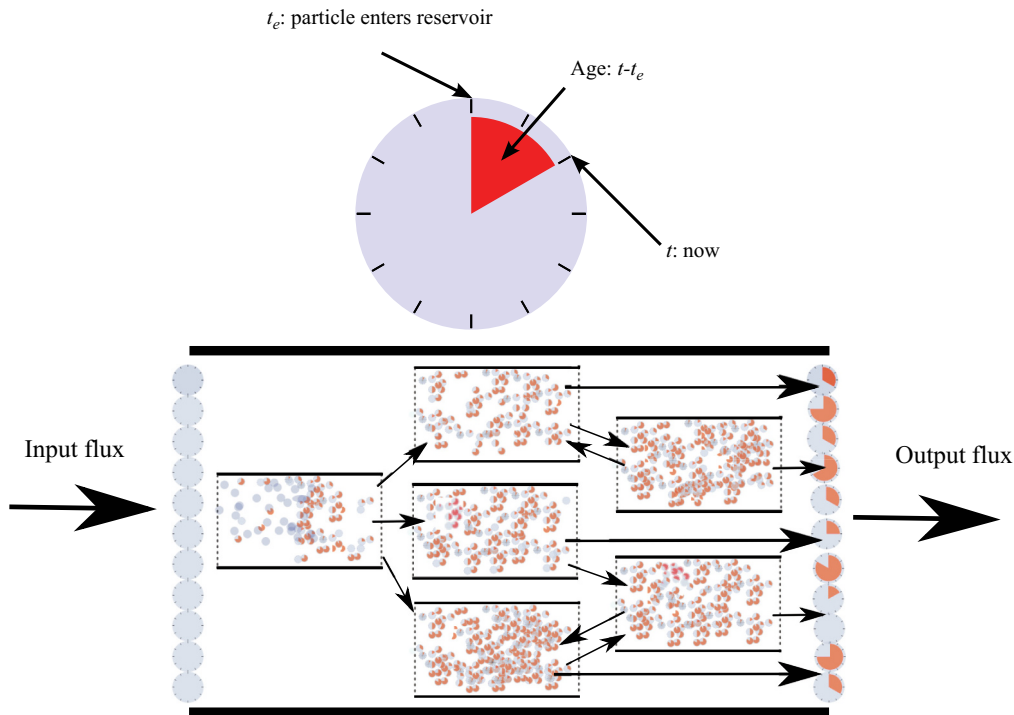 t_e: particle enters reservoir
Age: t-t_e
t: now
Input flux
Output flux